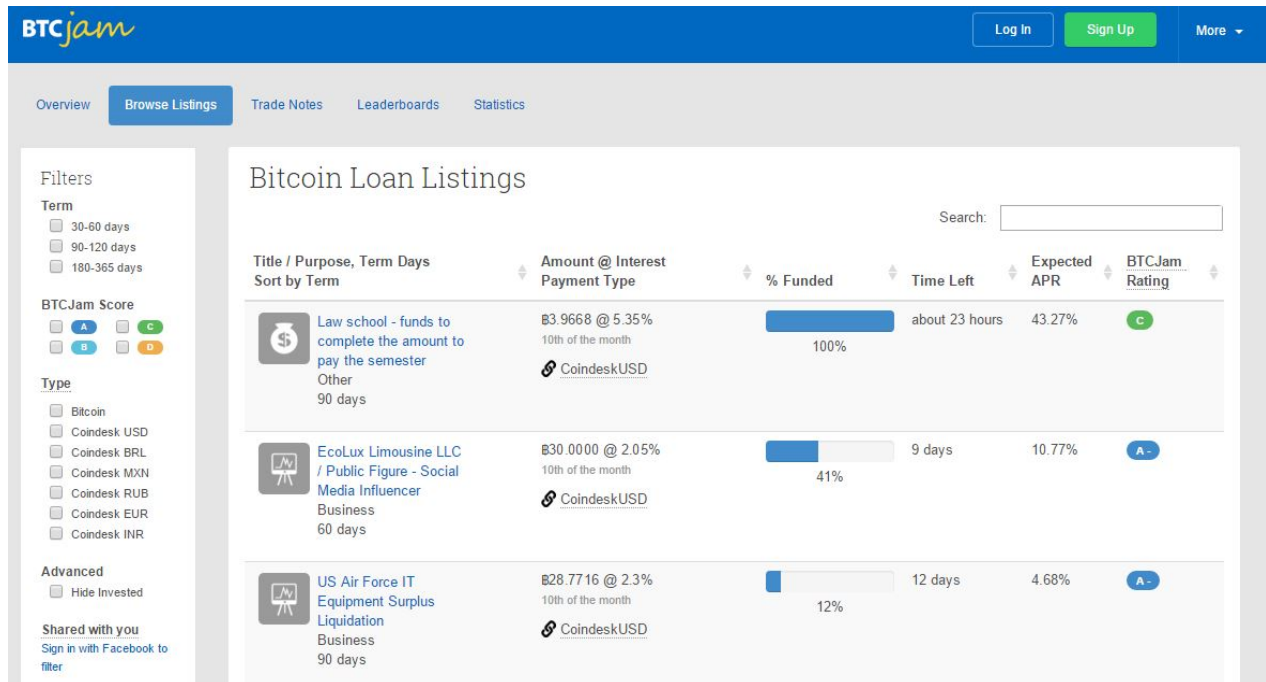 BTCjam
Log In
Sign Up
More
Overview
Browse Listings
Trade Notes
Leaderboards
Statistics
Filters
Term
30-60 days
90-120 days
180-365 days
BTCJam Score
A
C
B
D
Type
Bitcoin
Coindesk USD
Coindesk BRL
Coindesk MXN
Coindesk RUB
Coindesk EUR
Coindesk INR
Advanced
Hide Invested
Shared with you
Sign in with Facebook to
filter
Bitcoin Loan Listings
Search:
Title / Purpose, Term Days
Sort by Term
Amount @ Interest
Payment Type
% Funded
Time Left
Expected
APR
BTCJam
Rating
Law school - funds to
complete the amount to
pay the semester
Other
90 days
฿3.9668 @ 5.35%
10th of the month
CoindeskUSD
100%
about 23 hours
43.27%
C
EcoLux Limousine LLC
/ Public Figure - Social
Media Influencer
Business
60 days
฿30.0000 @ 2.05%
10th of the month
CoindeskUSD
41%
9 days
10.77%
A -
US Air Force IT
Equipment Surplus
Liquidation
Business
90 days
฿28.7716 @ 2.3%
10th of the month
CoindeskUSD
12%
12 days
4.68%
A -